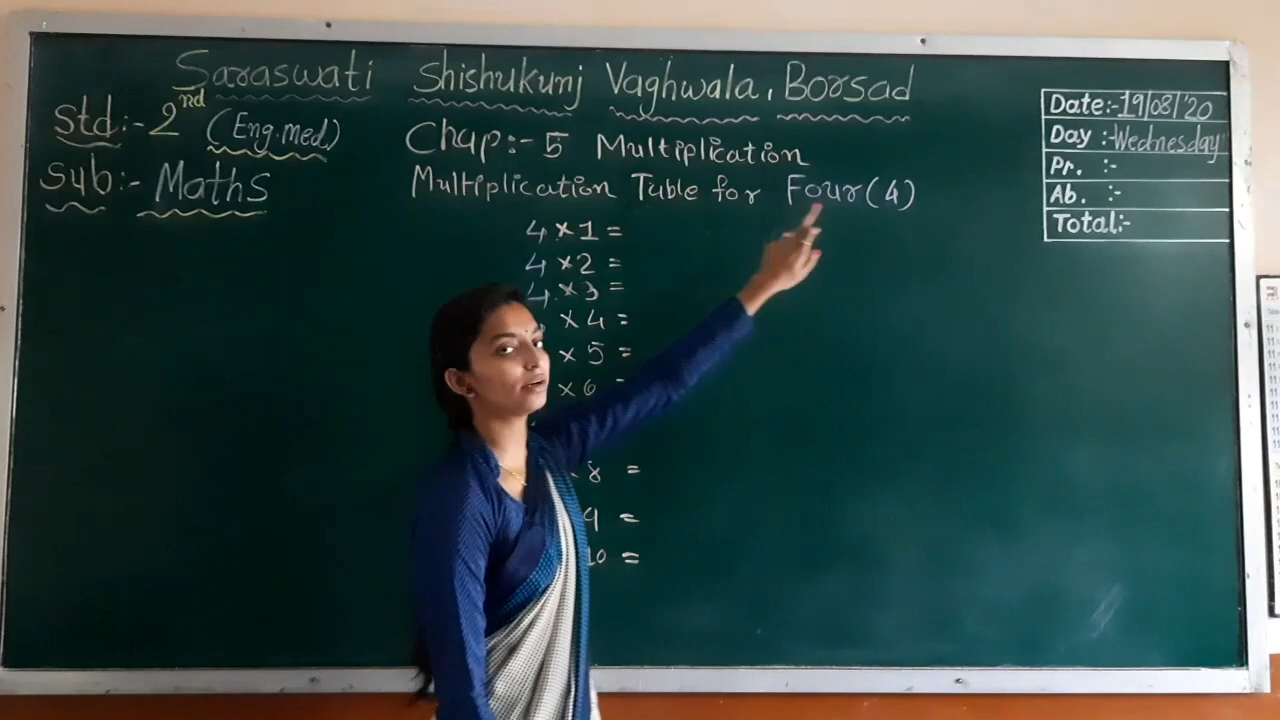 Saraswati Shishukunj Vaghwala, Borsad
Std:- 2nd (Eng.med.)
Sub:- Maths
Chap:- 5 Multiplication
Multiplication Table for Four (4)
4 × 1 =
4 × 2 =
4 × 3 =
× 4 =
× 5 =
× 6 =
8 =
9 =
10 =
Date:- 19/08/'20
Day :- Wednesday
Pr. :-
Ab. :-
Total:-